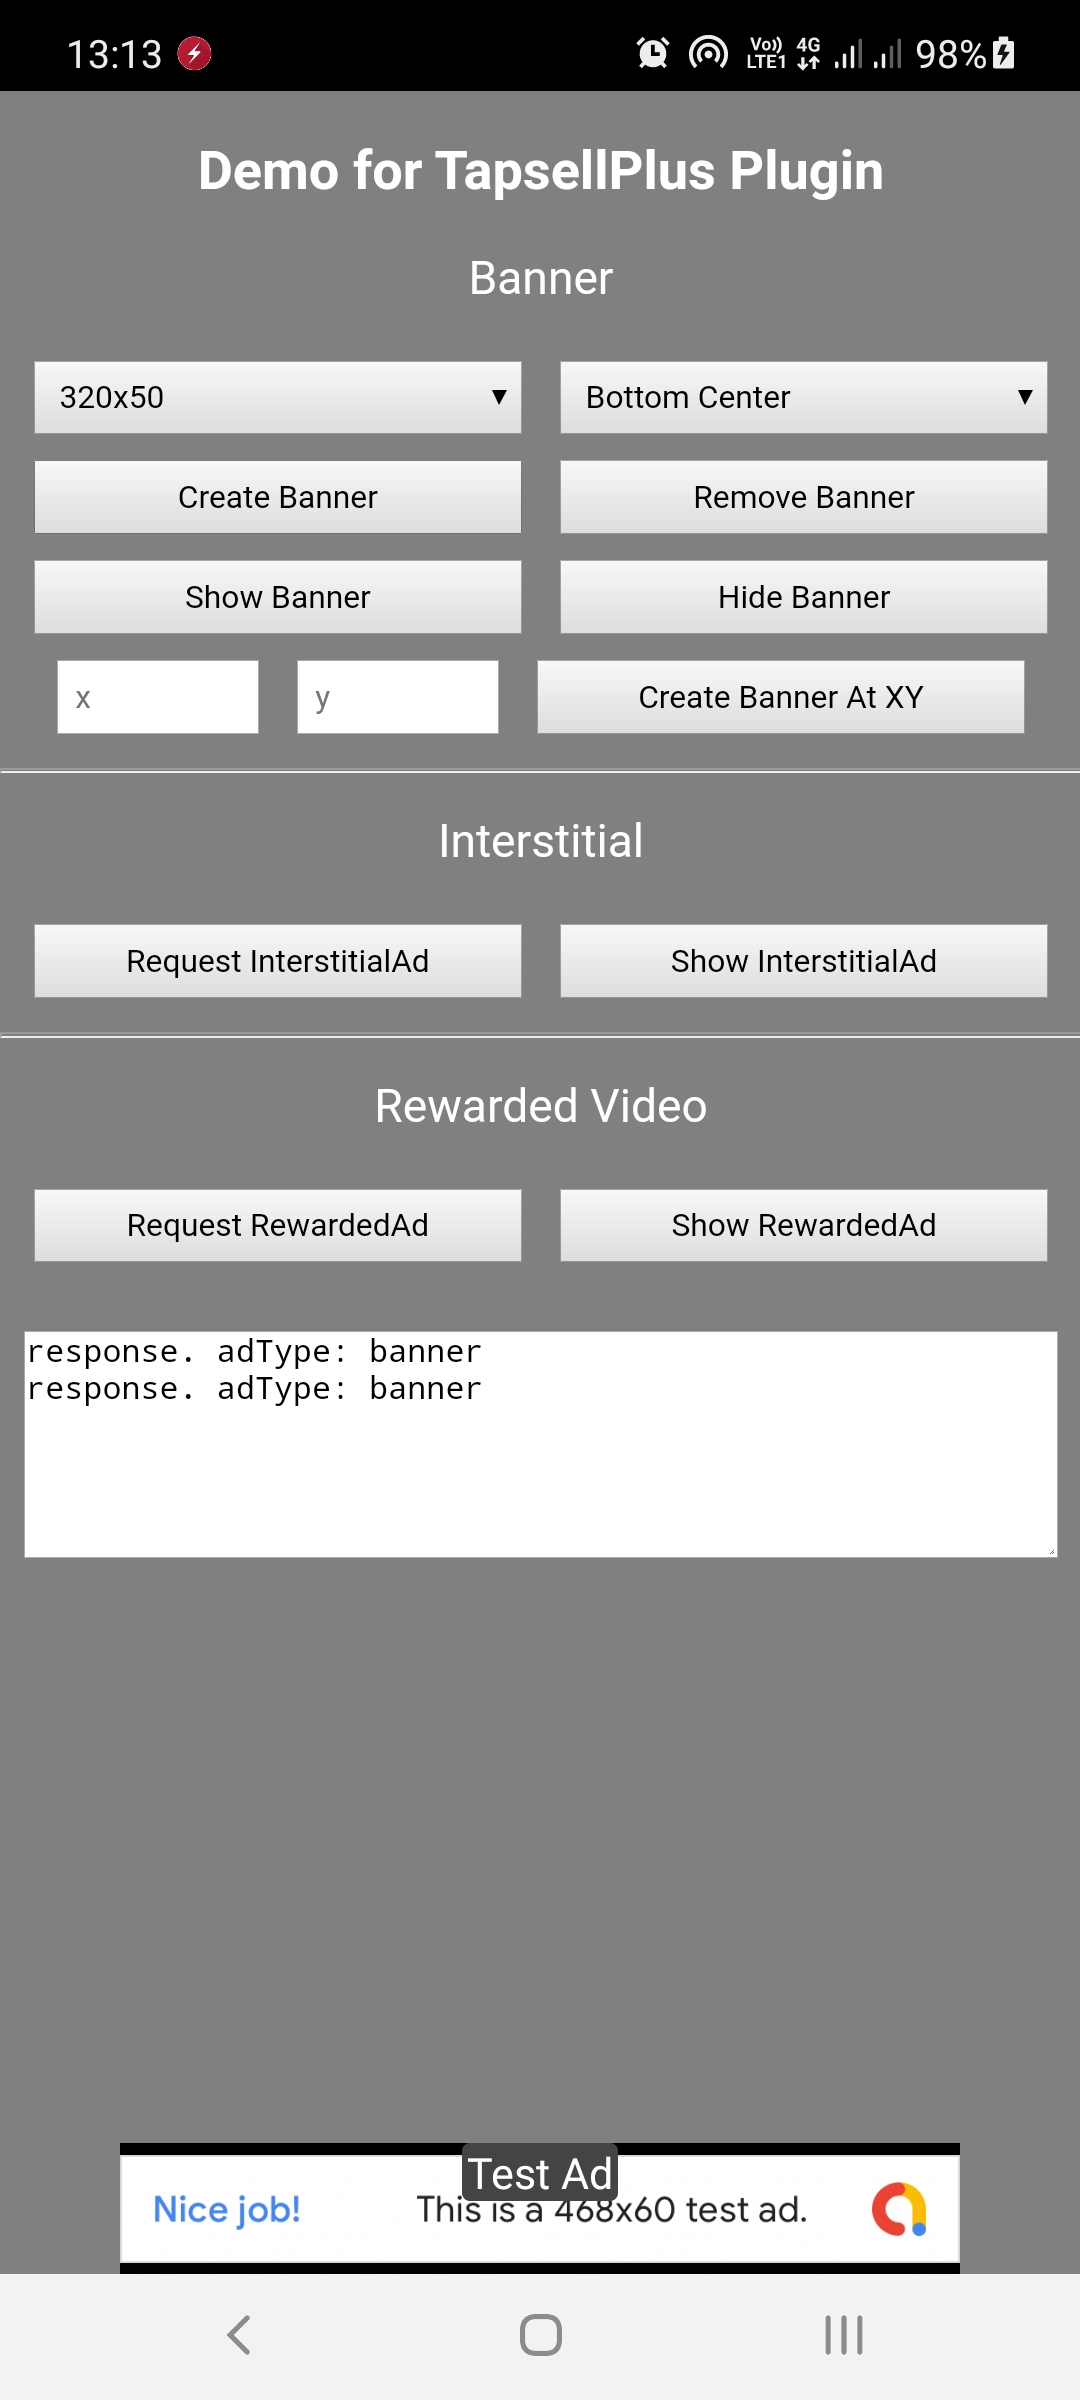 13:13 Vo)) LTE1 4G 98%
Demo for TapsellPlus Plugin
Banner
320x50 Bottom Center
Create Banner Remove Banner
Show Banner Hide Banner
x y Create Banner At XY
Interstitial
Request InterstitialAd Show InterstitialAd
Rewarded Video
Request RewardedAd Show RewardedAd
response. adType: banner
response. adType: banner
Test Ad
Nice job! This is a 468x60 test ad.